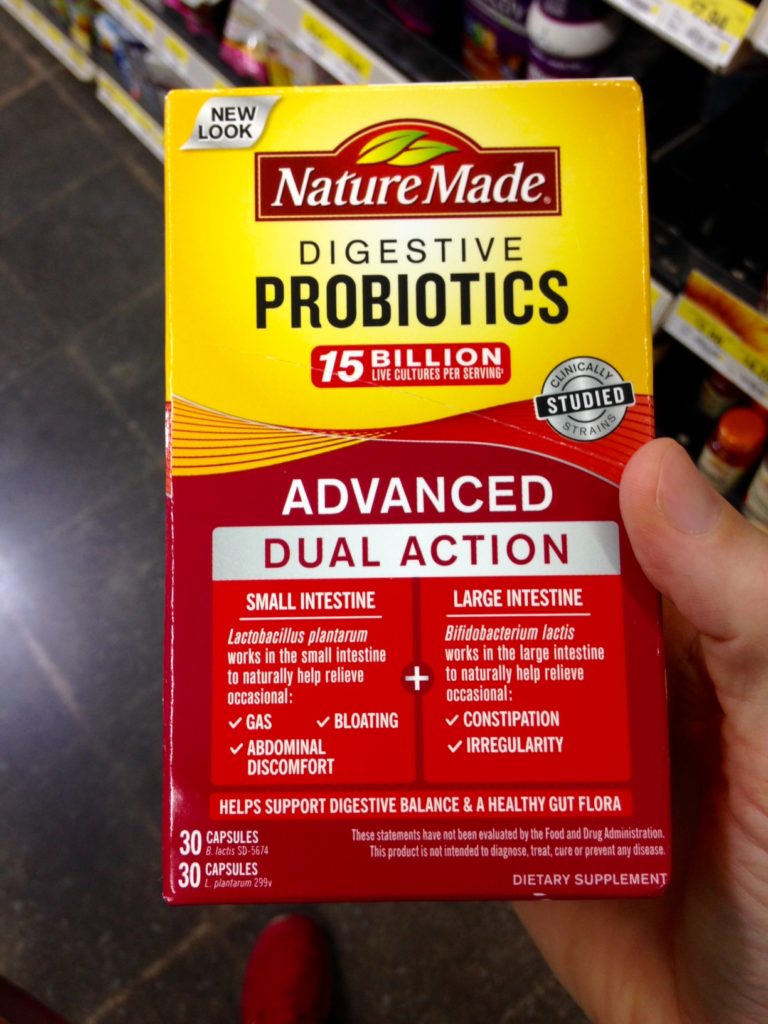 NEW
LOOK
Nature Made®
DIGESTIVE
PROBIOTICS
15 BILLION
LIVE CULTURES PER SERVING†
CLINICALLY
STUDIED
STRAINS
ADVANCED
DUAL ACTION
SMALL INTESTINE
Lactobacillus plantarum
works in the small intestine
to naturally help relieve
occasional:
✓ GAS ✓ BLOATING
✓ ABDOMINAL
DISCOMFORT
+
LARGE INTESTINE
Bifidobacterium lactis
works in the large intestine
to naturally help relieve
occasional:
✓ CONSTIPATION
✓ IRREGULARITY
HELPS SUPPORT DIGESTIVE BALANCE & A HEALTHY GUT FLORA
30 CAPSULES
B. lactis SD-5674
30 CAPSULES
L. plantarum 299v
These statements have not been evaluated by the Food and Drug Administration.
This product is not intended to diagnose, treat, cure or prevent any disease.
DIETARY SUPPLEMENT